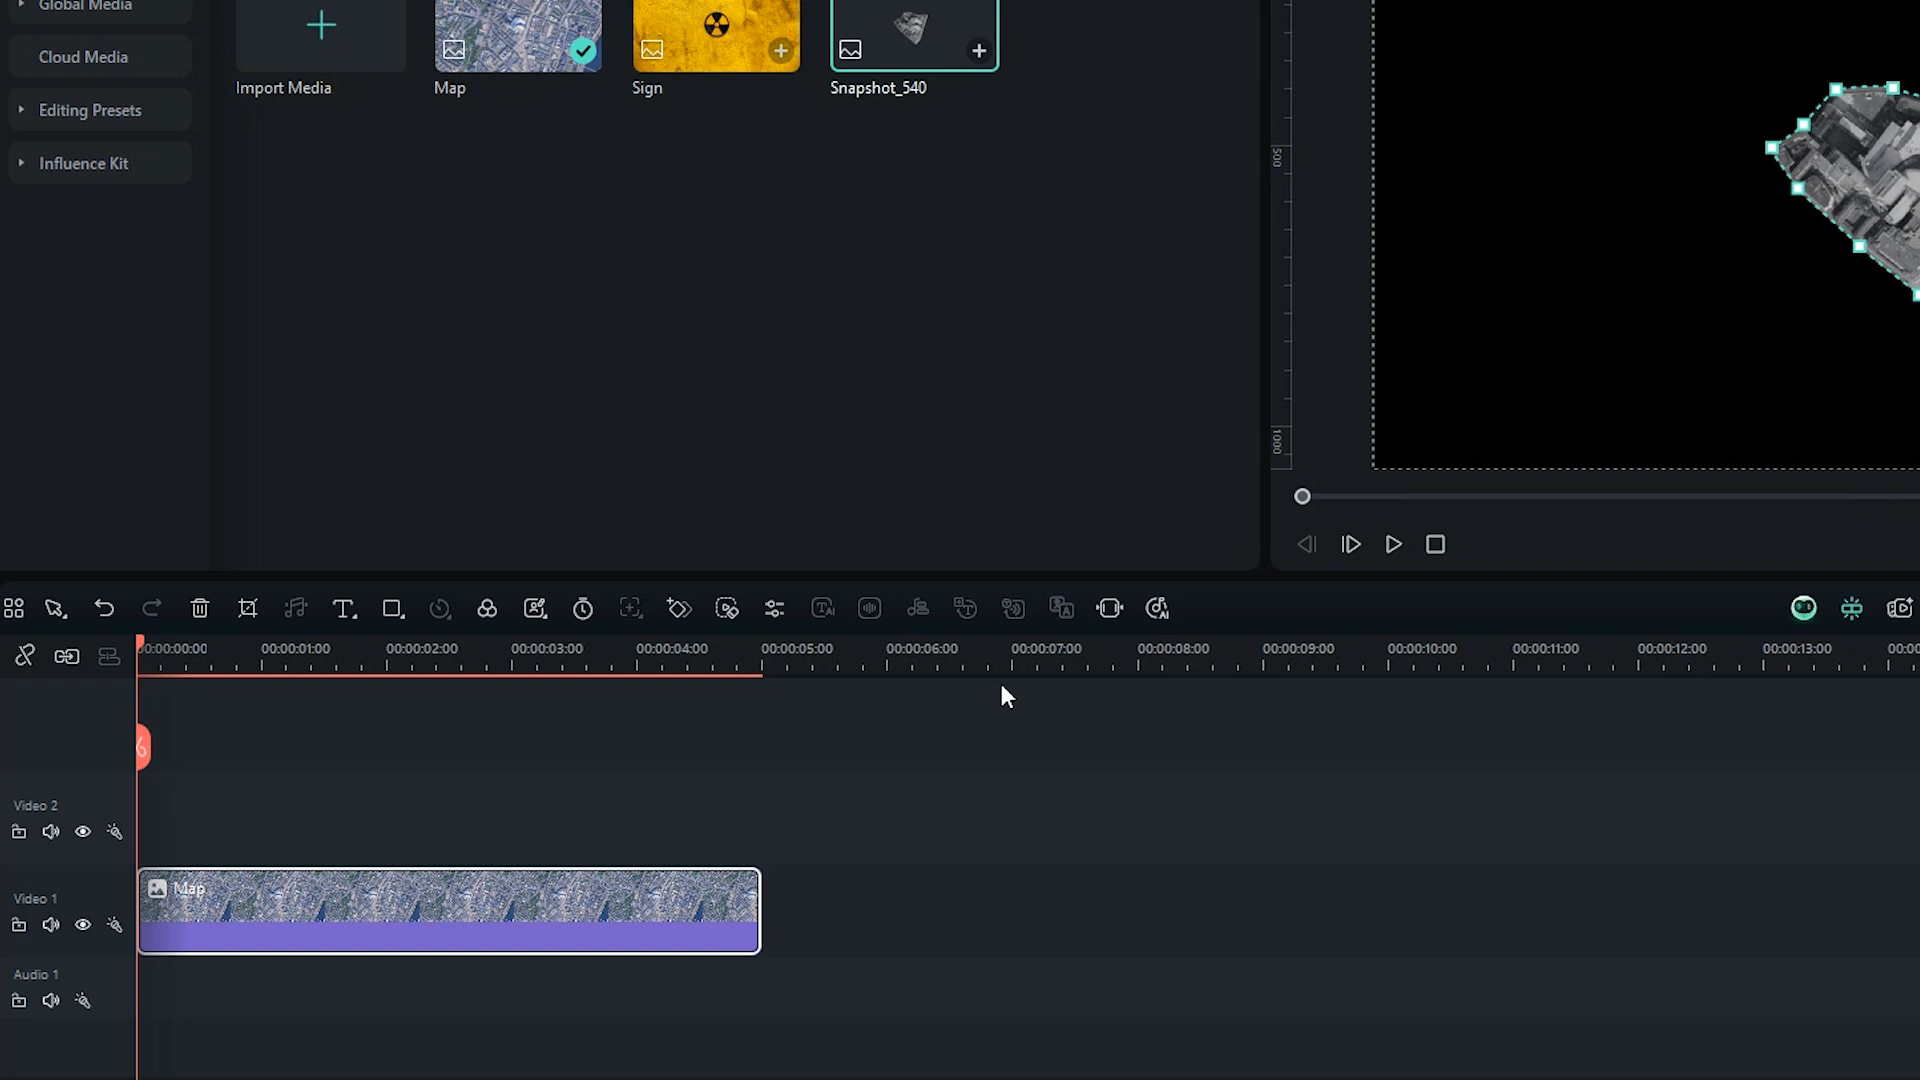 Global Media
Cloud Media
Editing Presets
Influence Kit
Import Media
Map
Sign
Snapshot_540
500
1000
00:00:00:00
00:00:01:00
00:00:02:00
00:00:03:00
00:00:04:00
00:00:05:00
00:00:06:00
00:00:07:00
00:00:08:00
00:00:09:00
00:00:10:00
00:00:11:00
00:00:12:00
00:00:13:00
Video 2
Video 1
Map
Audio 1